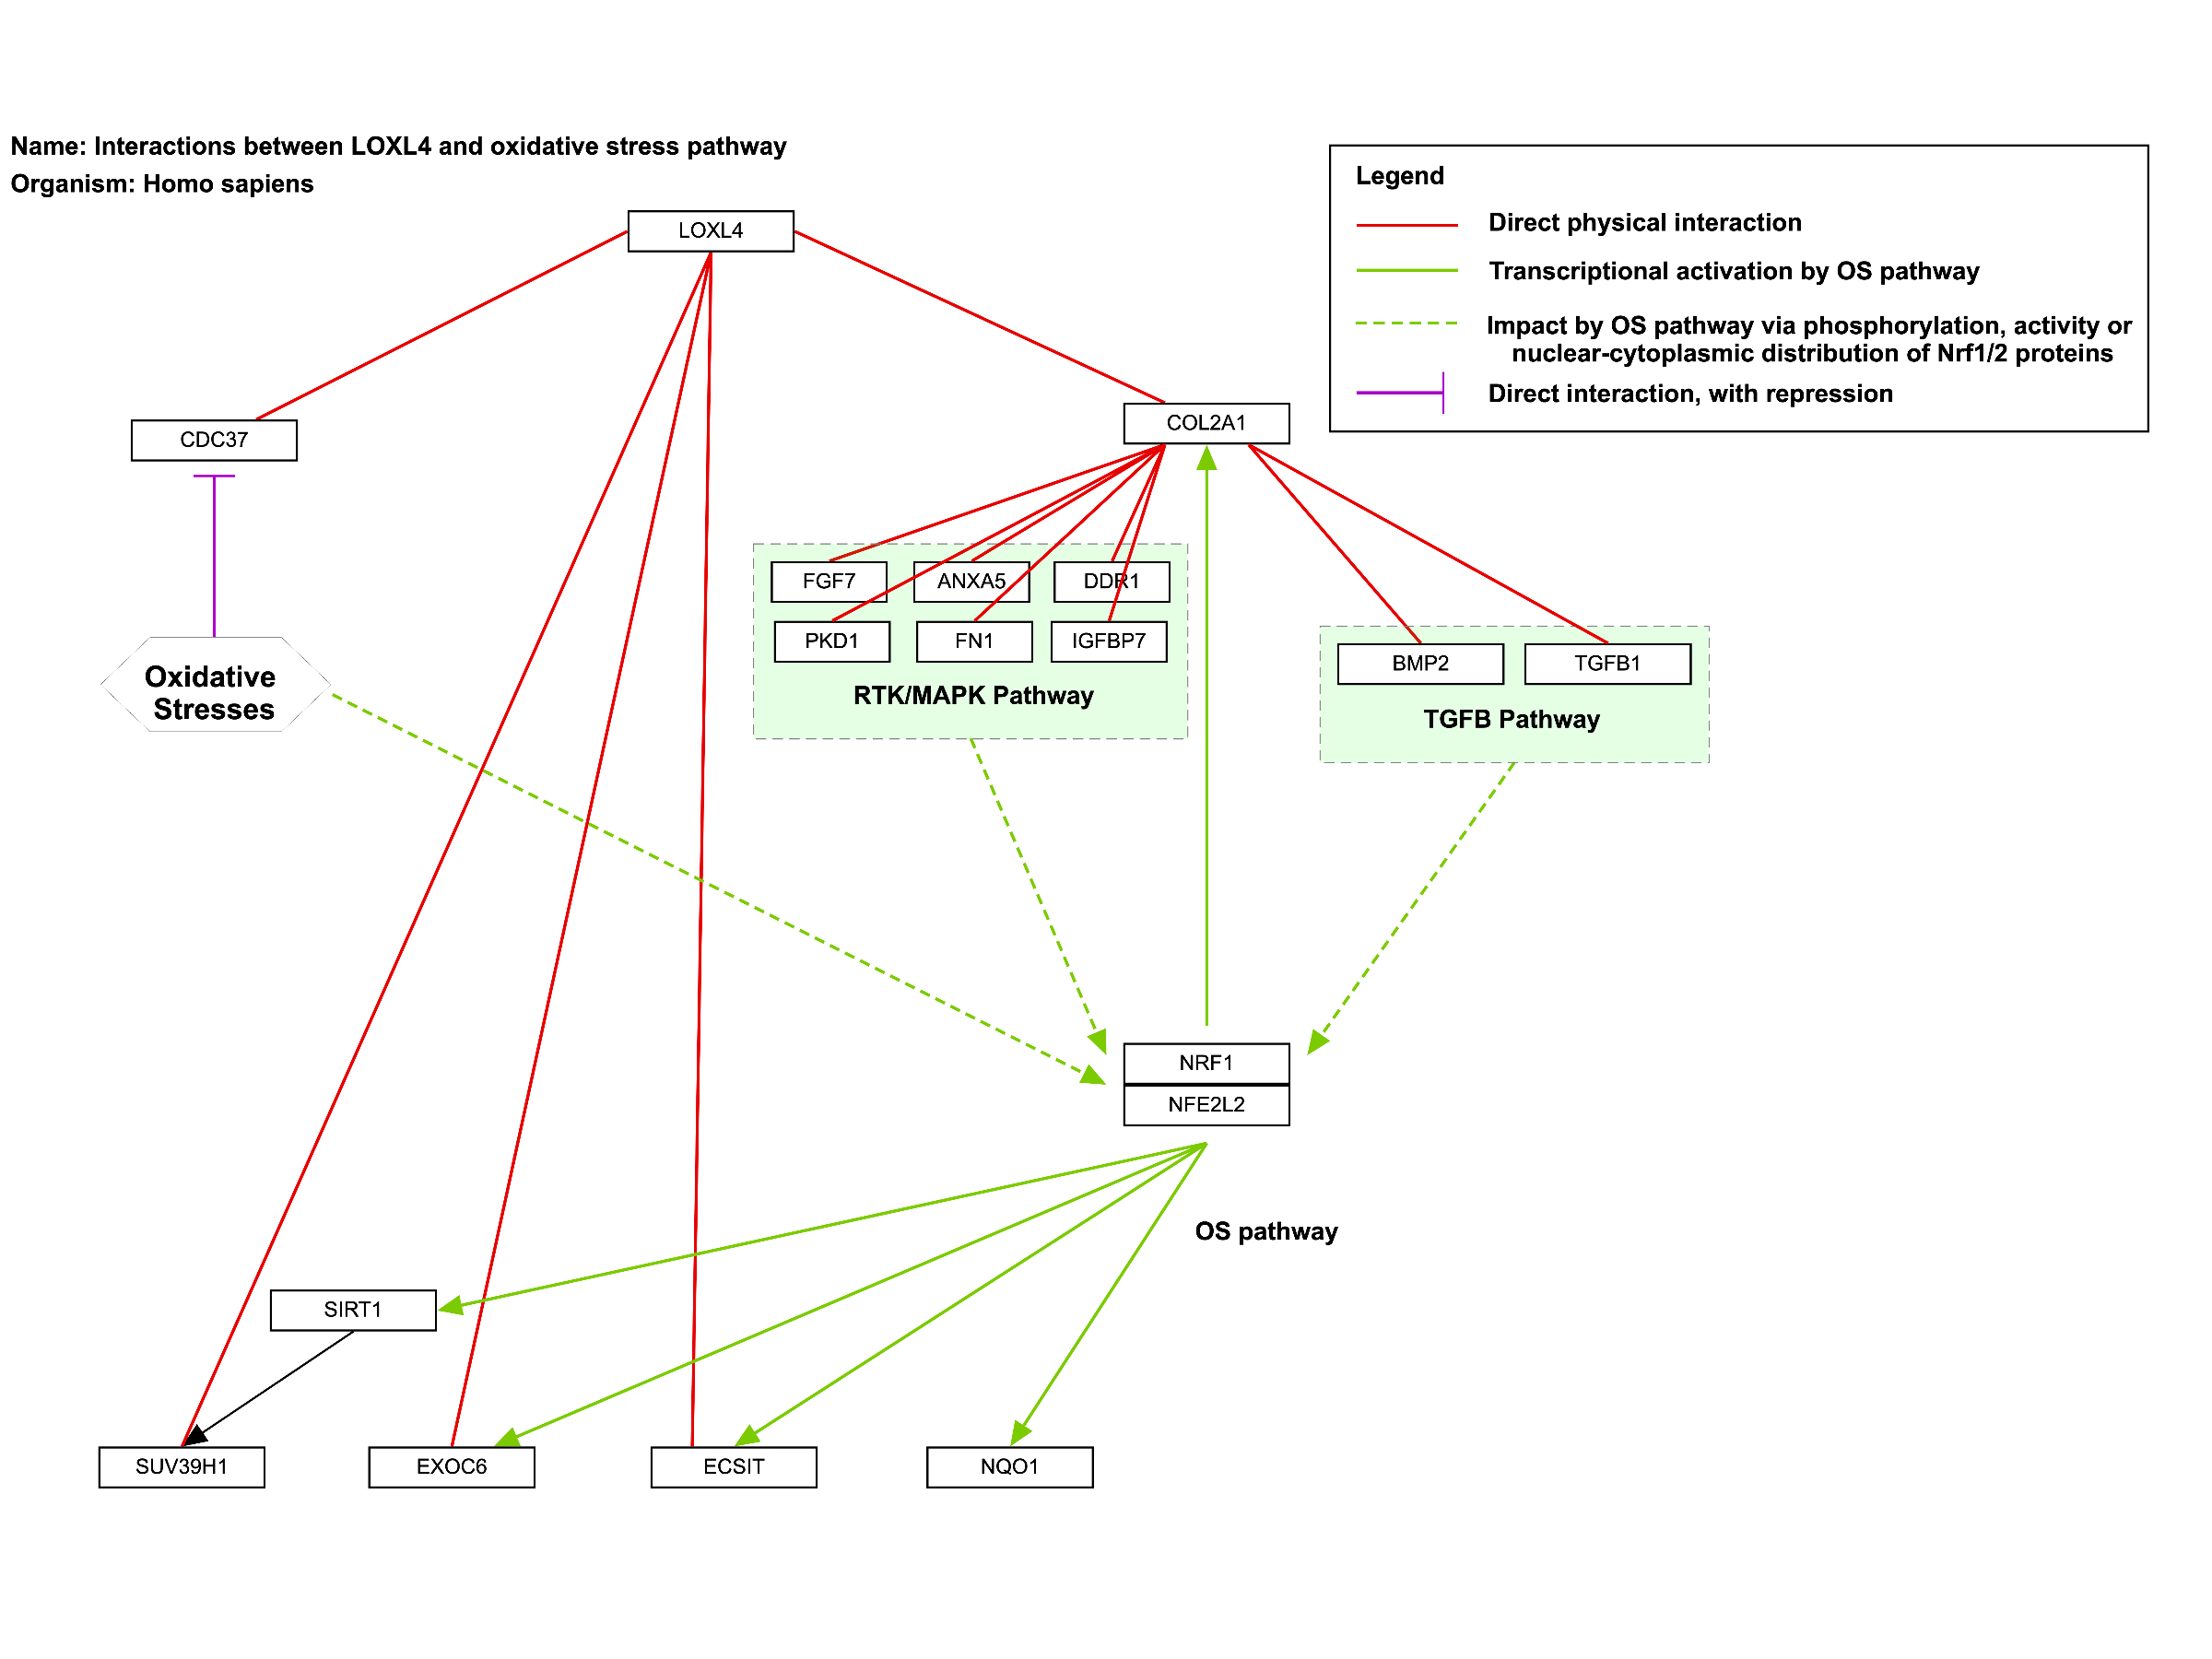 Name: Interactions between LOXL4 and oxidative stress pathway
Organism: Homo sapiens
Legend
Direct physical interaction
Transcriptional activation by OS pathway
Impact by OS pathway via phosphorylation, activity or
nuclear-cytoplasmic distribution of Nrf1/2 proteins
Direct interaction, with repression
LOXL4
CDC37
COL2A1
FGF7
ANXA5
DDR1
PKD1
FN1
IGFBP7
RTK/MAPK Pathway
BMP2
TGFB1
TGFB Pathway
Oxidative
Stresses
NRF1
NFE2L2
OS pathway
SIRT1
SUV39H1
EXOC6
ECSIT
NQO1